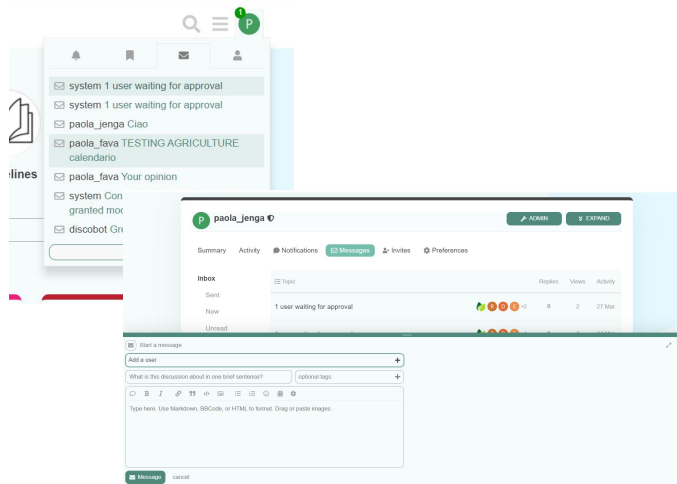 1
P
system 1 user waiting for approval
system 1 user waiting for approval
paola_jenga Ciao
paola_fava TESTING AGRICULTURE
calendario
paola_fava Your opinion
system Con
granted mod
discobot Gre
elines
P paola_jenga
ADMIN
EXPAND
Summary Activity Notifications Messages Invites Preferences
Inbox
Sent
New
Unread
Topic Replies Views Activity
1 user waiting for approval E O E +2 0 2 27 Mar
Start a message
Add a user +
What is this discussion about in one brief sentence? optional tags +
B I
Type here. Use Markdown, BBCode, or HTML to format. Drag or paste images.
Message cancel